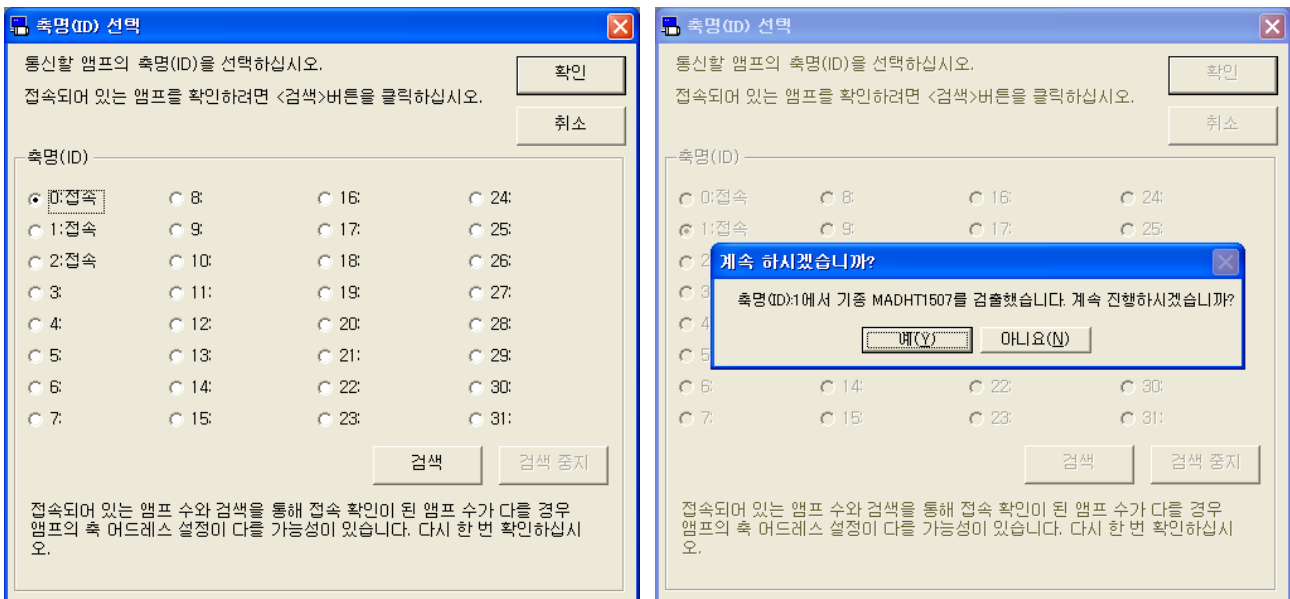 축명(ID) 선택
통신할 앰프의 축명(ID)을 선택하십시오.
접속되어 있는 앰프를 확인하려면 <검색>버튼을 클릭하십시오.
확인
취소
축명(ID)
0:접속 8: 16: 24:
1:접속 9: 17: 25:
2:접속 10: 18: 26:
3: 11: 19: 27:
4: 12: 20: 28:
5: 13: 21: 29:
6: 14: 22: 30:
7: 15: 23: 31:
검색 검색 중지
접속되어 있는 앰프 수와 검색을 통해 접속 확인이 된 앰프 수가 다를 경우
앰프의 축 어드레스 설정이 다를 가능성이 있습니다. 다시 한 번 확인하십시
오.
축명(ID) 선택
통신할 앰프의 축명(ID)을 선택하십시오.
접속되어 있는 앰프를 확인하려면 <검색>버튼을 클릭하십시오.
확인
취소
축명(ID)
0:접속 8: 16: 24:
1:접속 9: 17: 25:
2
3
4
5
계속 하시겠습니까?
축명(ID):1에서 기종 MADHT1507를 검출했습니다. 계속 진행하시겠습니까?
예(Y) 아니요(N)
6: 14: 22: 30:
7: 15: 23: 31:
검색 검색 중지
접속되어 있는 앰프 수와 검색을 통해 접속 확인이 된 앰프 수가 다를 경우
앰프의 축 어드레스 설정이 다를 가능성이 있습니다. 다시 한 번 확인하십시
오.